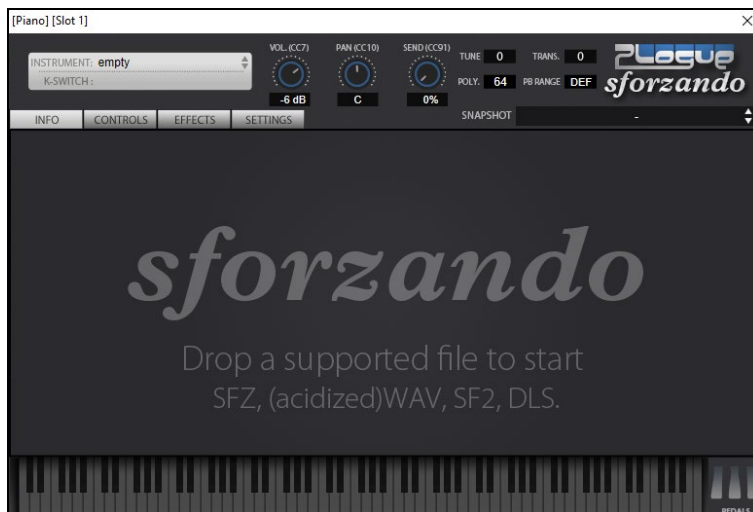 [Piano] [Slot 1]
VOL. (CC7) PAN (CC10) SEND (CC91)
INSTRUMENT: empty
TUNE 0 TRANS. 0
Plogue
K-SWITCH :
POLY. 64 PB RANGE DEF
sforzando
-6 dB C 0%
INFO CONTROLS EFFECTS SETTINGS
SNAPSHOT -
sforzando
Drop a supported file to start
SFZ, (acidized)WAV, SF2, DLS.
PEDALS